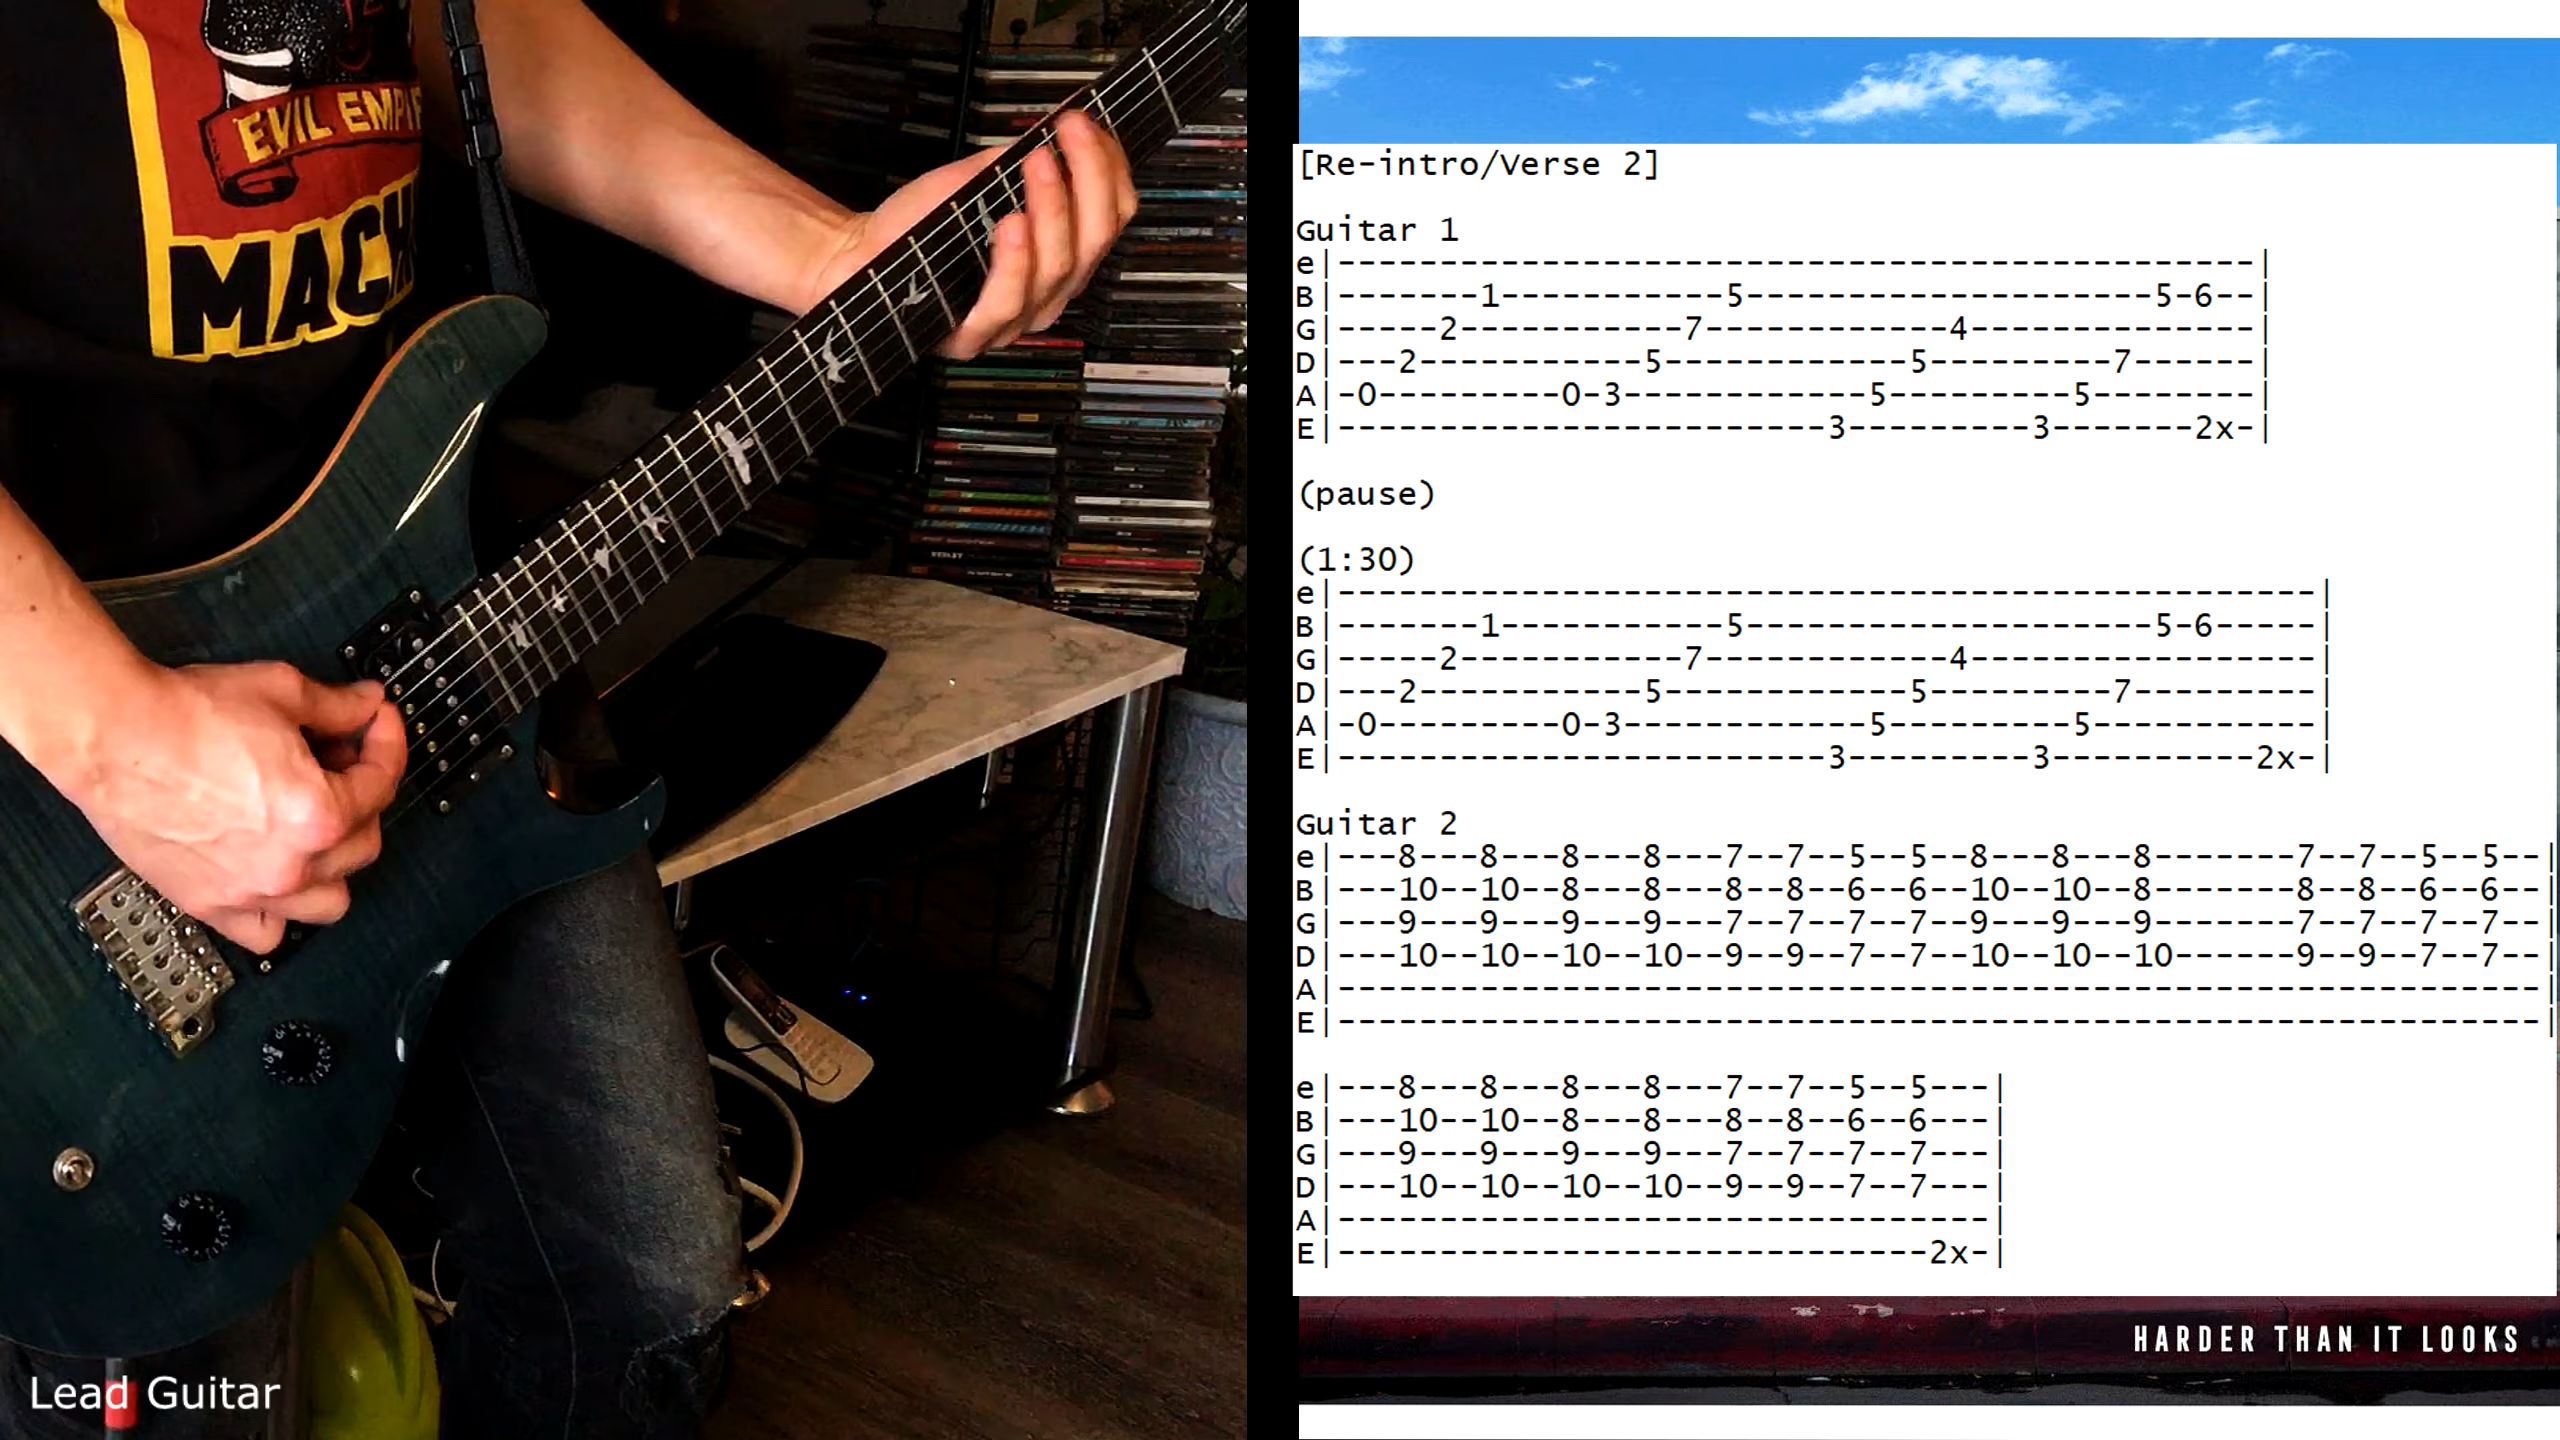 EVIL EMPIR
MACH
Lead Guitar
[Re-intro/Verse 2]
Guitar 1
e|---------------------------------------------|
B|-------1-----------5--------------------5-6--|
G|-----2-----------7------------4--------------|
D|---2-----------5------------5---------7------|
A|-0---------0-3------------5---------5--------|
E|------------------------3---------3-------2x-|
(pause)
(1:30)
e|------------------------------------------------|
B|-------1-----------5--------------------5-6-----|
G|-----2-----------7------------4-----------------|
D|---2-----------5------------5---------7---------|
A|-0---------0-3------------5---------5-----------|
E|------------------------3---------3----------2x-|
Guitar 2
e|---8---8---8---8---7--7--5--5--8---8---8-------7--7--5--5--|
B|---10--10--8---8---8--8--6--6--10--10--8-------8--8--6--6--|
G|---9---9---9---9---7--7--7--7--9---9---9-------7--7--7--7--|
D|---10--10--10--10--9--9--7--7--10--10--10------9--9--7--7--|
A|-----------------------------------------------------------|
E|-----------------------------------------------------------|
e|---8---8---8---8---7--7--5--5---|
B|---10--10--8---8---8--8--6--6---|
G|---9---9---9---9---7--7--7--7---|
D|---10--10--10--10--9--9--7--7---|
A|--------------------------------|
E|-----------------------------2x-|
HARDER THAN IT LOOKS